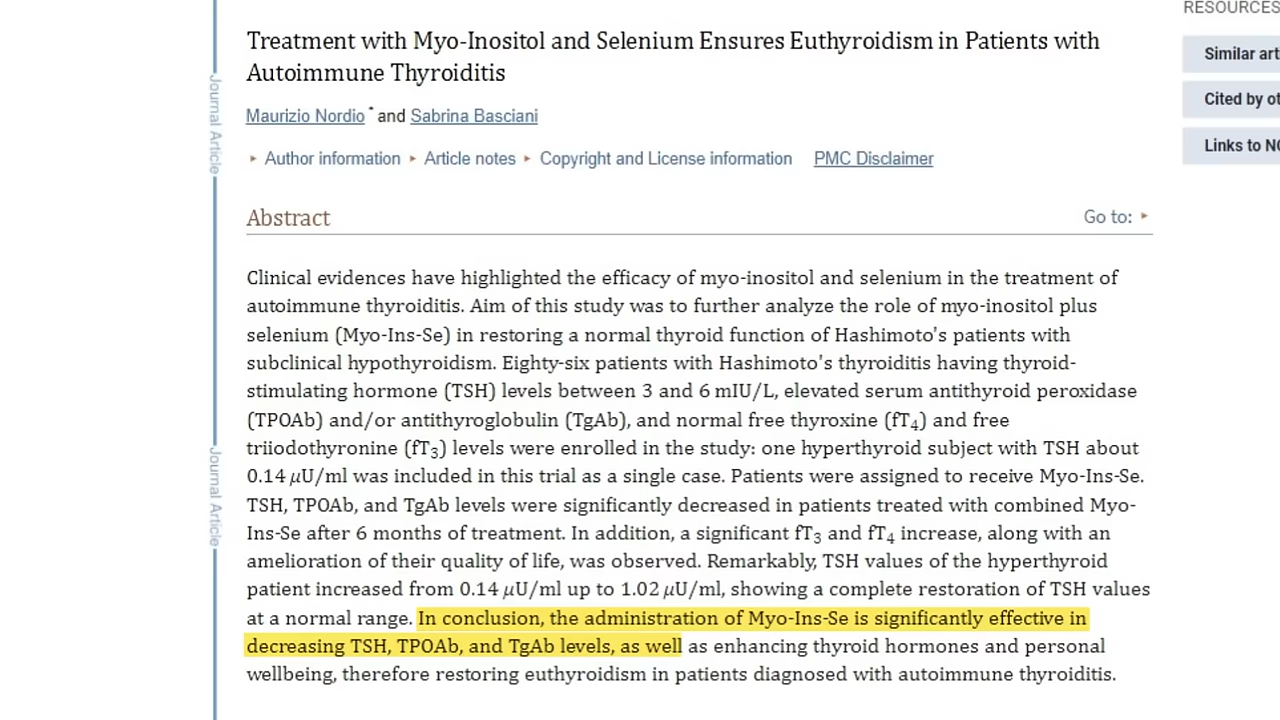 RESOURCES
Treatment with Myo-Inositol and Selenium Ensures Euthyroidism in Patients with
Autoimmune Thyroiditis
Similar art
Cited by ot
Maurizio Nordio * and Sabrina Basciani
Links to NC
▸ Author information ▸ Article notes ▸ Copyright and License information PMC Disclaimer
Journal Article
Abstract
Go to: ▸
Clinical evidences have highlighted the efficacy of myo-inositol and selenium in the treatment of
autoimmune thyroiditis. Aim of this study was to further analyze the role of myo-inositol plus
selenium (Myo-Ins-Se) in restoring a normal thyroid function of Hashimoto's patients with
subclinical hypothyroidism. Eighty-six patients with Hashimoto's thyroiditis having thyroid-
stimulating hormone (TSH) levels between 3 and 6 mIU/L, elevated serum antithyroid peroxidase
(TPOAb) and/or antithyroglobulin (TgAb), and normal free thyroxine (fT4) and free
triiodothyronine (fT3) levels were enrolled in the study: one hyperthyroid subject with TSH about
0.14 μU/ml was included in this trial as a single case. Patients were assigned to receive Myo-Ins-Se.
TSH, TPOAb, and TgAb levels were significantly decreased in patients treated with combined Myo-
Ins-Se after 6 months of treatment. In addition, a significant fT3 and fT4 increase, along with an
amelioration of their quality of life, was observed. Remarkably, TSH values of the hyperthyroid
patient increased from 0.14 μU/ml up to 1.02 μU/ml, showing a complete restoration of TSH values
at a normal range. In conclusion, the administration of Myo-Ins-Se is significantly effective in
decreasing TSH, TPOAb, and TgAb levels, as well as enhancing thyroid hormones and personal
wellbeing, therefore restoring euthyroidism in patients diagnosed with autoimmune thyroiditis.
Journal Article